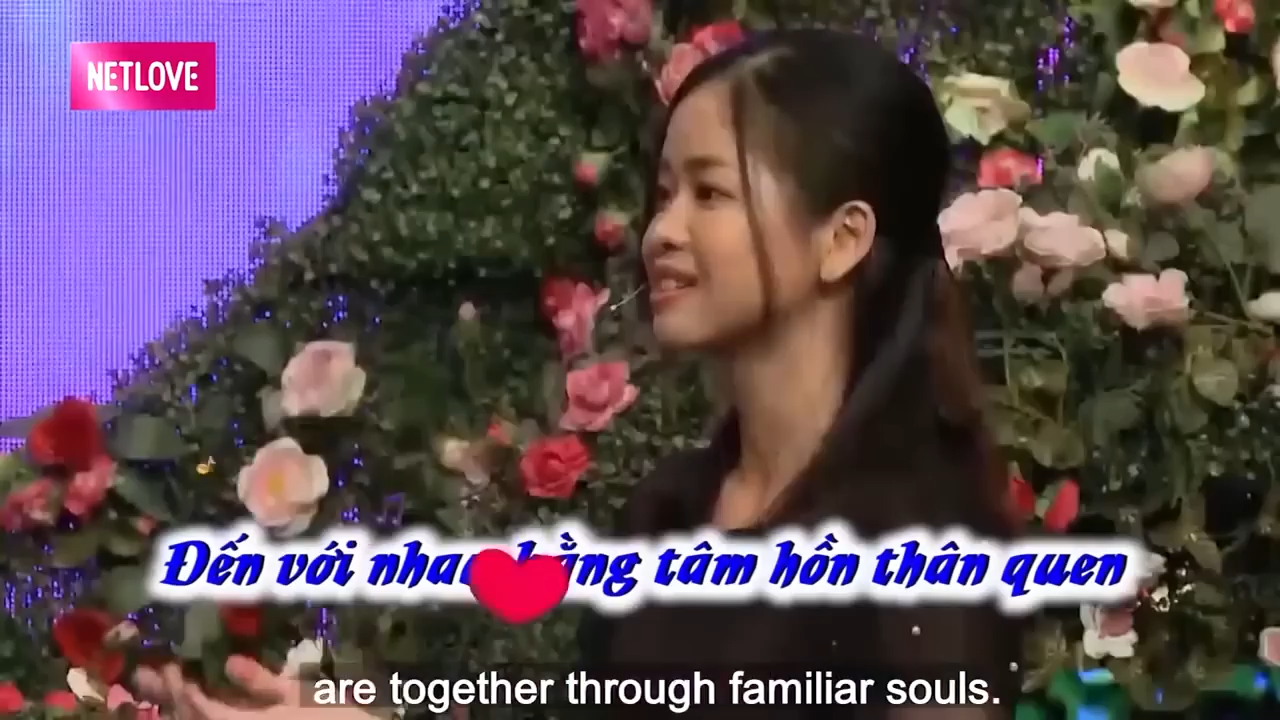 NETLOVE
Đến với nhau bằng tâm hồn thân quen
are together through familiar souls.